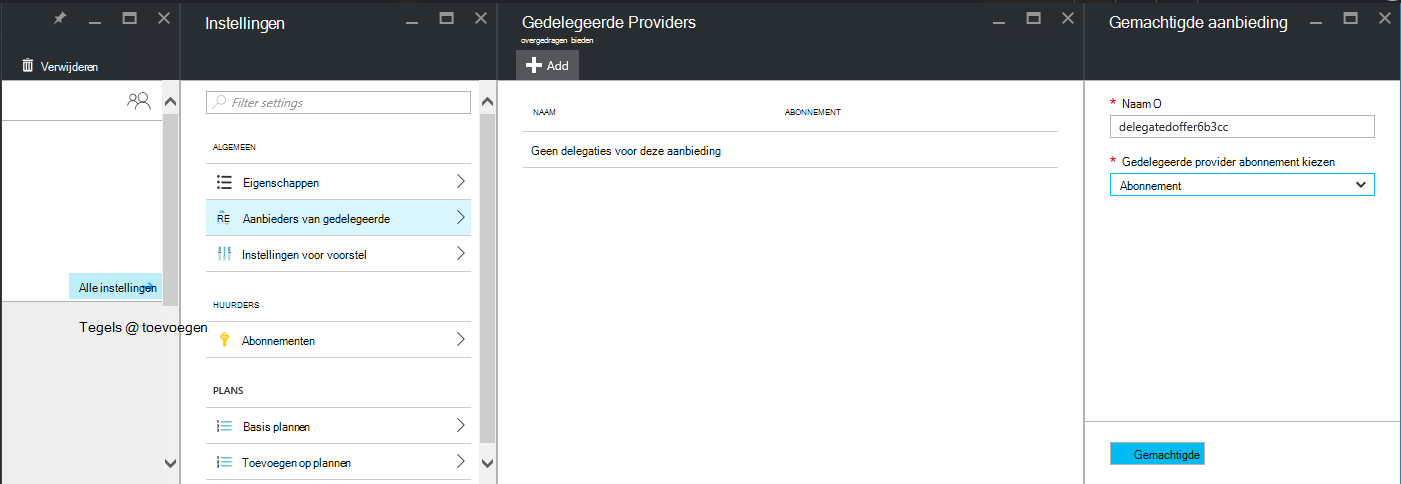 Verwijderen
Alle instellingen
Tegels @ toevoegen
Instellingen
Filter settings
ALGEMEEN
Eigenschappen
RE Aanbieders van gedelegeerde
Instellingen voor voorstel
HUURDERS
Abonnementen
PLANS
Basis plannen
Toevoegen op plannen
Gedelegeerde Providers
overgedragen bieden
Add
NAAM ABONNEMENT
Geen delegaties voor deze aanbieding
Gemachtigde aanbieding
* Naam O
delegatedoffer6b3cc
* Gedelegeerde provider abonnement kiezen
Abonnement
Gemachtigde